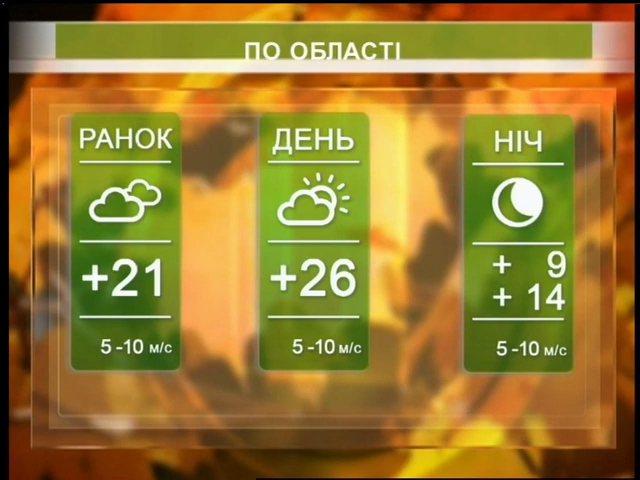 ПО ОБЛАСТІ
РАНОК
+21
5-10 м/с
ДЕНЬ
+26
5-10 м/с
НІЧ
+ 9
+ 14
5-10 м/с